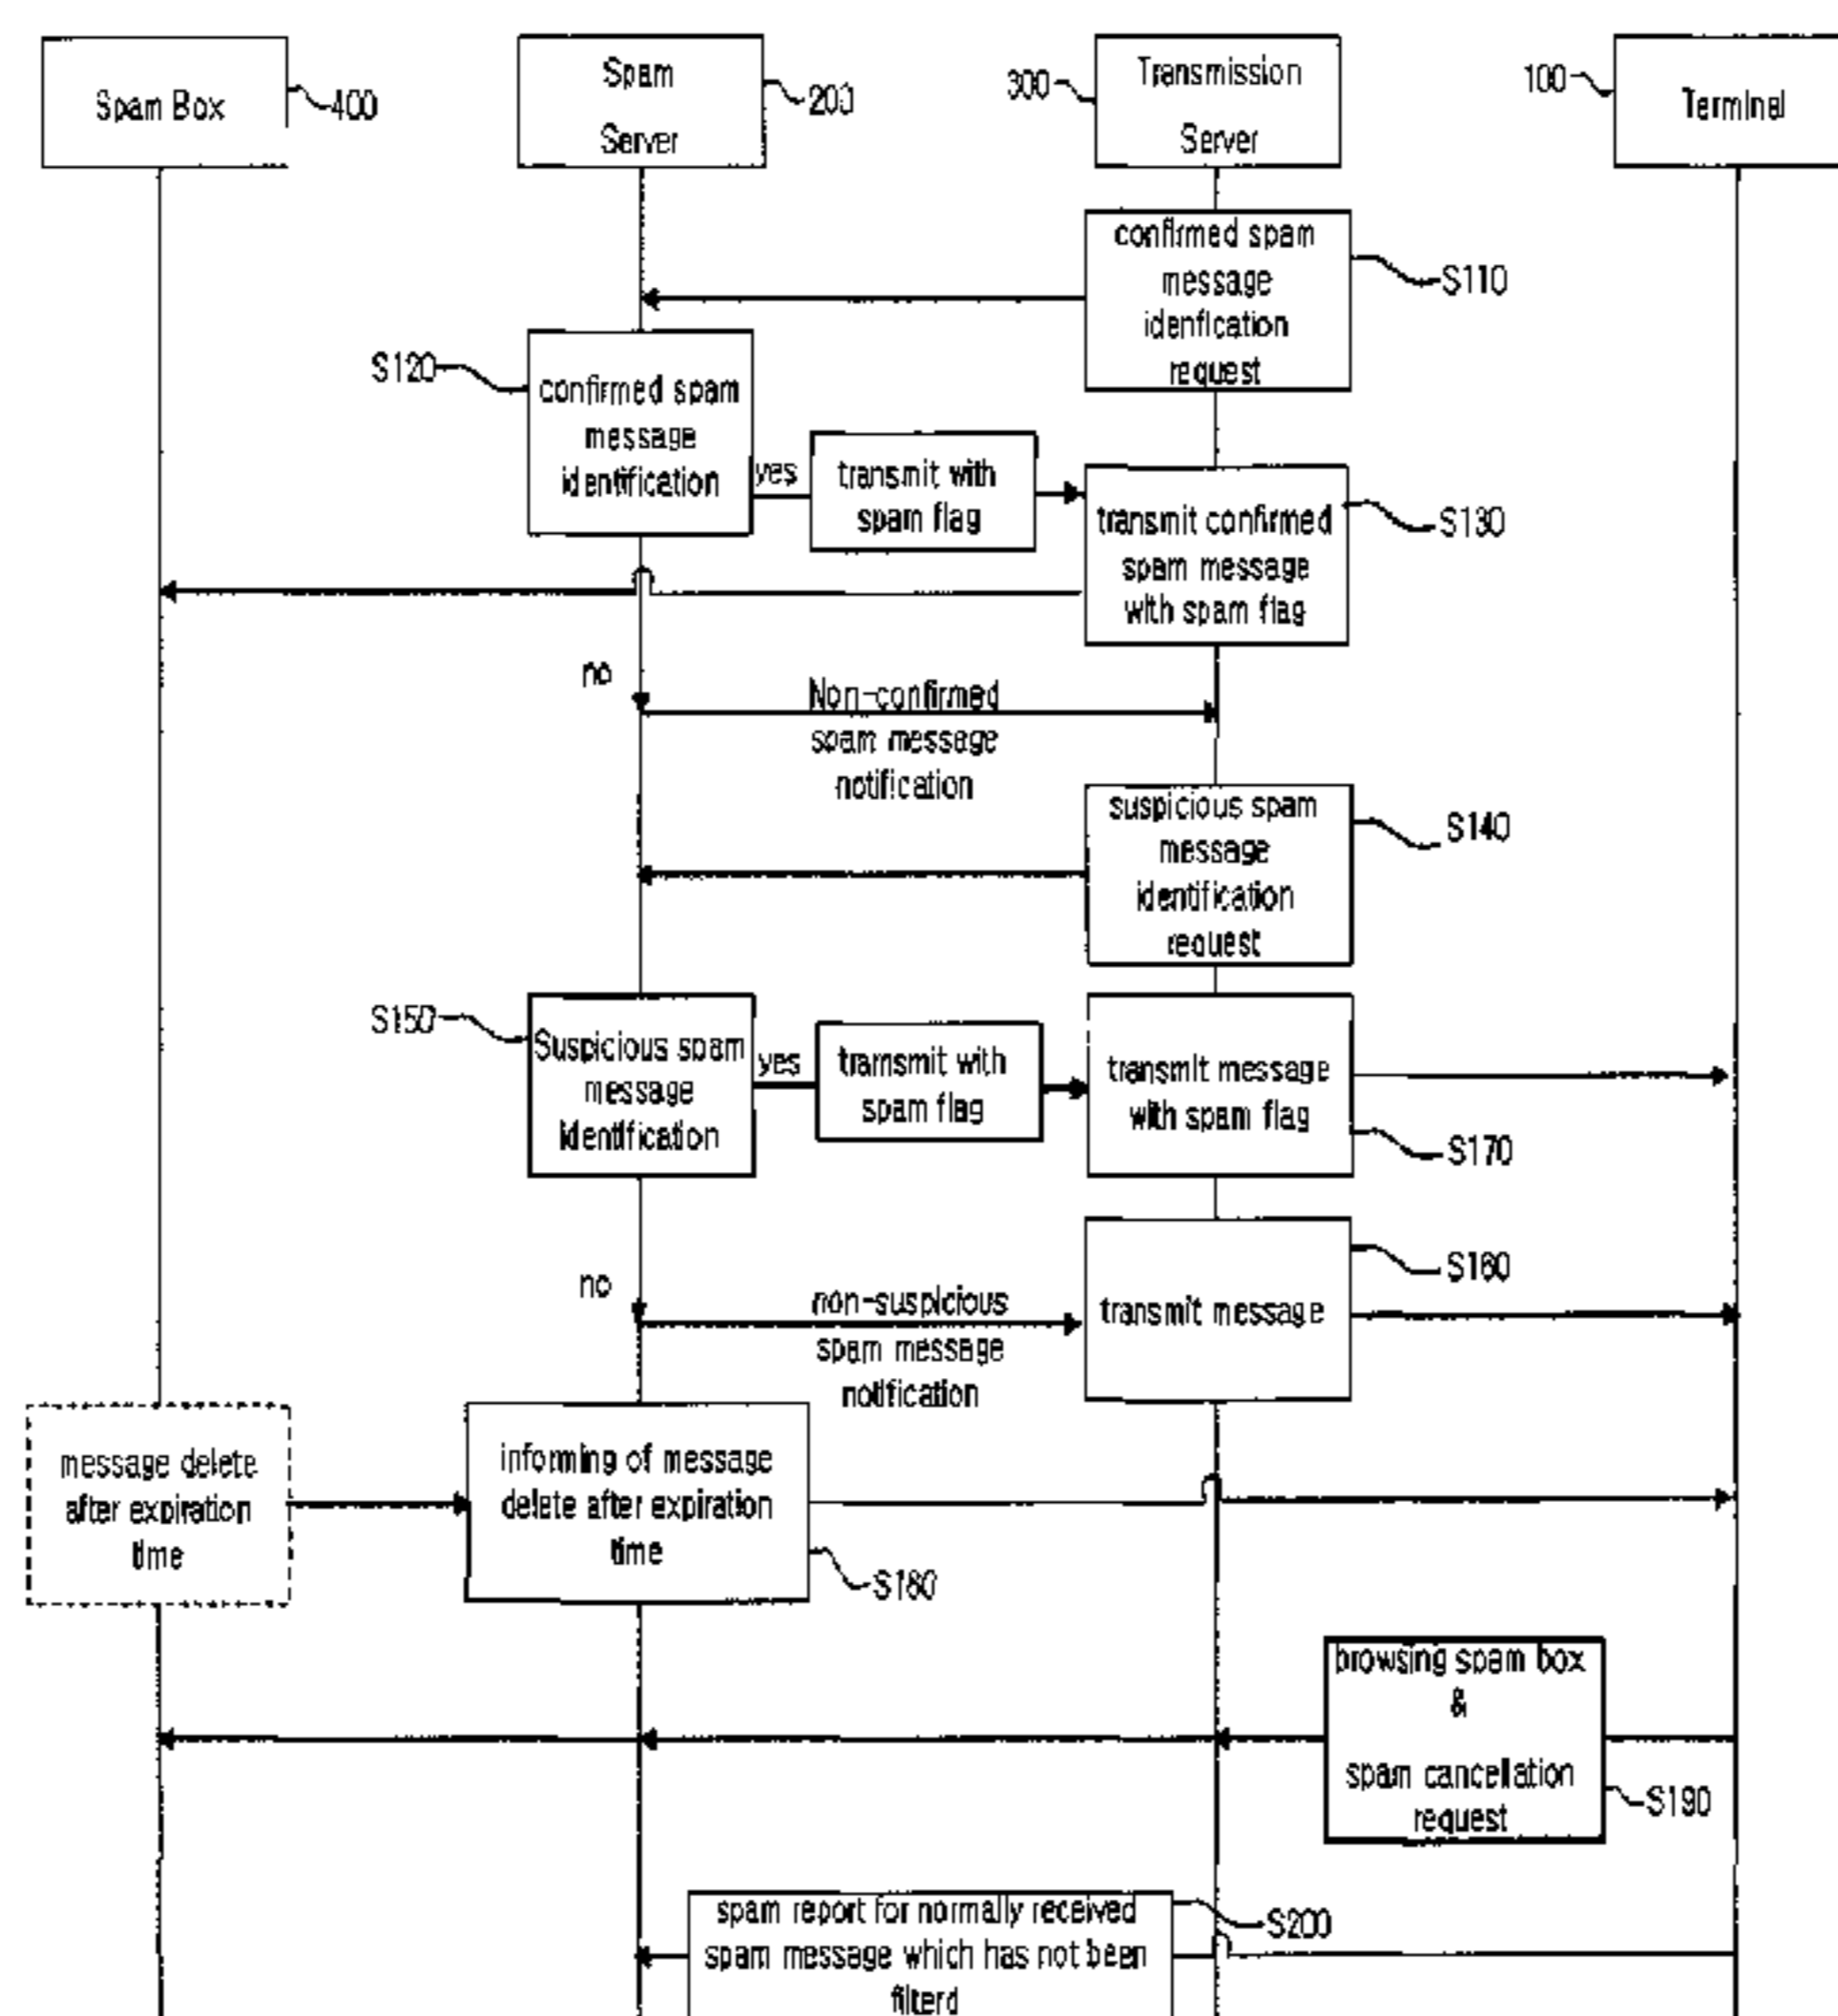 Spam Box
400
Spam
Server
200
300
Transmission
Server
100
Terminal
confirmed spam
message
idenfication
request
S110
S120
confirmed spam
message
identification
yes
transmit with
spam flag
transmit confirmed
spam message
with spam flag
S130
no
Non-confirmed
spam message
notification
suspicious spam
message
identification
request
S140
S150
Suspicious spam
message
identification
yes
transmit with
spam flag
transmit message
with spam flag
S170
no
non-suspicious
spam message
notification
transmit message
S160
message delete
after expiration
time
informing of message
delete after expiration
time
S180
browsing spam box
&
spam cancellation
request
S190
spam report for normally received
spam message which has not been
filterd
S200